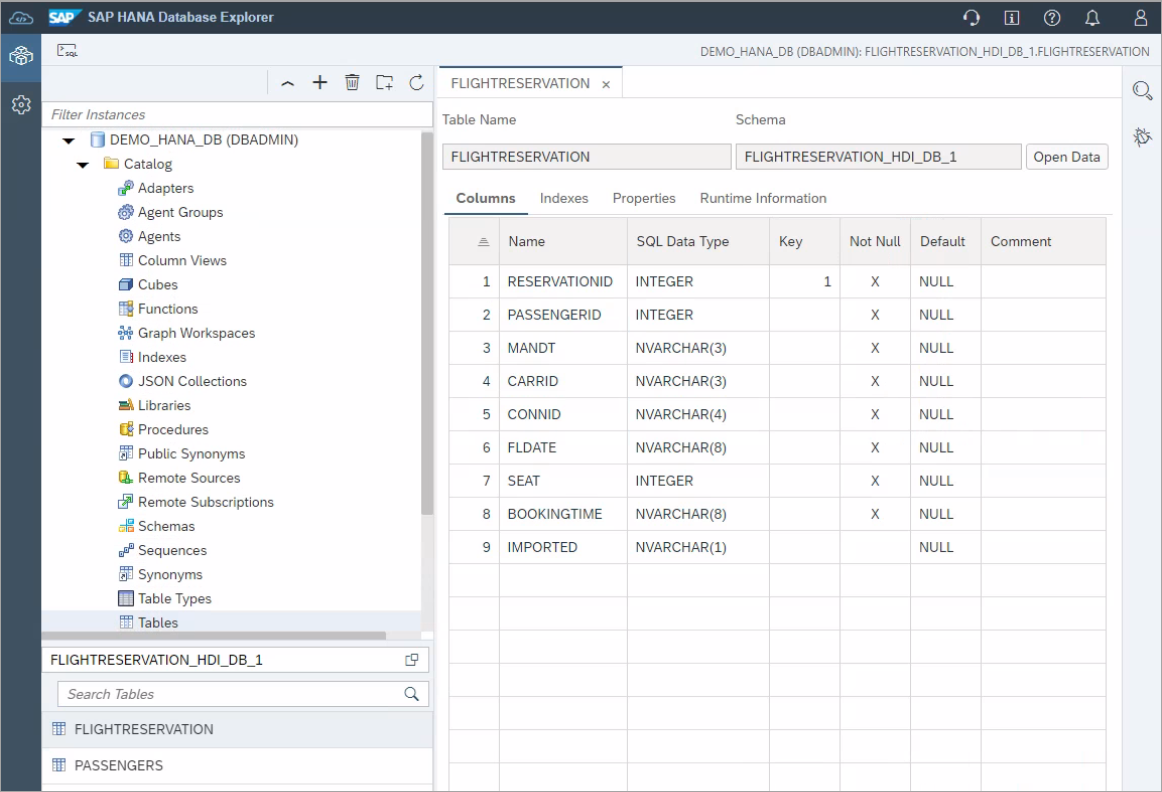 SAP SAP HANA Database Explorer
SQL
DEMO_HANA_DB (DBADMIN): FLIGHTRESERVATION_HDI_DB_1.FLIGHTRESERVATION
Filter Instances
DEMO_HANA_DB (DBADMIN)
Catalog
Adapters
Agent Groups
Agents
Column Views
Cubes
Functions
Graph Workspaces
Indexes
JSON Collections
Libraries
Procedures
Public Synonyms
Remote Sources
Remote Subscriptions
Schemas
Sequences
Synonyms
Table Types
Tables
FLIGHTRESERVATION_HDI_DB_1
Search Tables
FLIGHTRESERVATION
PASSENGERS
FLIGHTRESERVATION ×
Table Name Schema
FLIGHTRESERVATION FLIGHTRESERVATION_HDI_DB_1 Open Data
Columns Indexes Properties Runtime Information
Name SQL Data Type Key Not Null Default Comment
1 RESERVATIONID INTEGER 1 X NULL
2 PASSENGERID INTEGER X NULL
3 MANDT NVARCHAR(3) X NULL
4 CARRID NVARCHAR(3) X NULL
5 CONNID NVARCHAR(4) X NULL
6 FLDATE NVARCHAR(8) X NULL
7 SEAT INTEGER X NULL
8 BOOKINGTIME NVARCHAR(8) X NULL
9 IMPORTED NVARCHAR(1) NULL